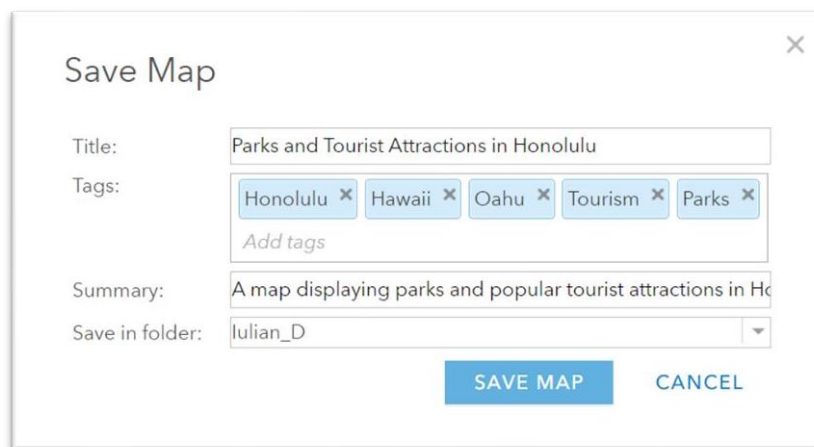 Save Map
Title: Parks and Tourist Attractions in Honolulu
Tags: Honolulu Hawaii Oahu Tourism Parks
Add tags
Summary: A map displaying parks and popular tourist attractions in
Save in folder: Iulian_D
SAVE MAP CANCEL